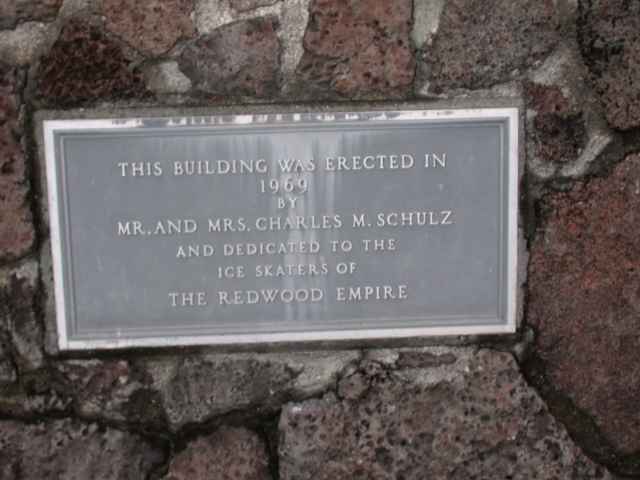 THIS BUILDING WAS ERECTED IN
1969
BY
MR. AND MRS. CHARLES M. SCHULZ
AND DEDICATED TO THE
ICE SKATERS OF
THE REDWOOD EMPIRE